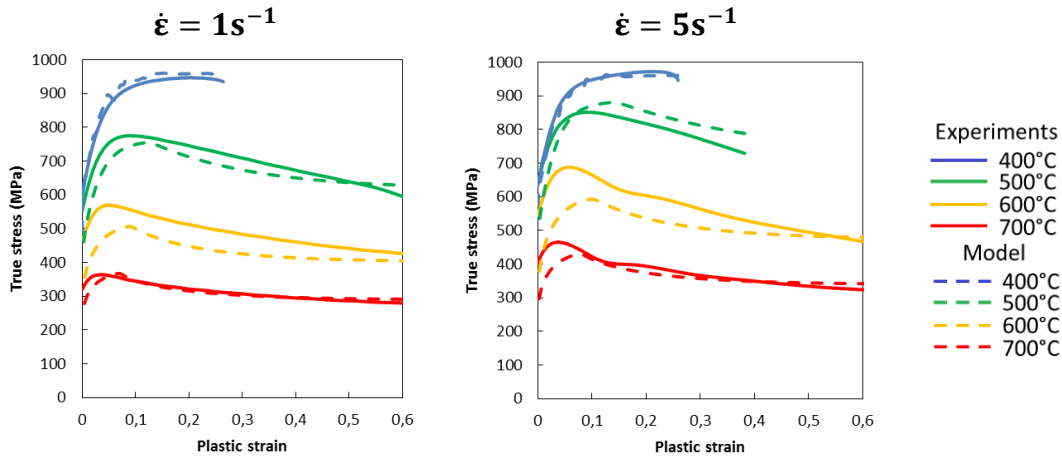 ε̇ = 1s⁻¹
1000
900
800
700
600
500
400
300
200
100
0
True stress (MPa)
0 0,1 0,2 0,3 0,4 0,5 0,6
Plastic strain
ε̇ = 5s⁻¹
1000
900
800
700
600
500
400
300
200
100
0
True stress (MPa)
0 0,1 0,2 0,3 0,4 0,5 0,6
Plastic strain
Experiments
400°C
500°C
600°C
700°C
Model
400°C
500°C
600°C
700°C